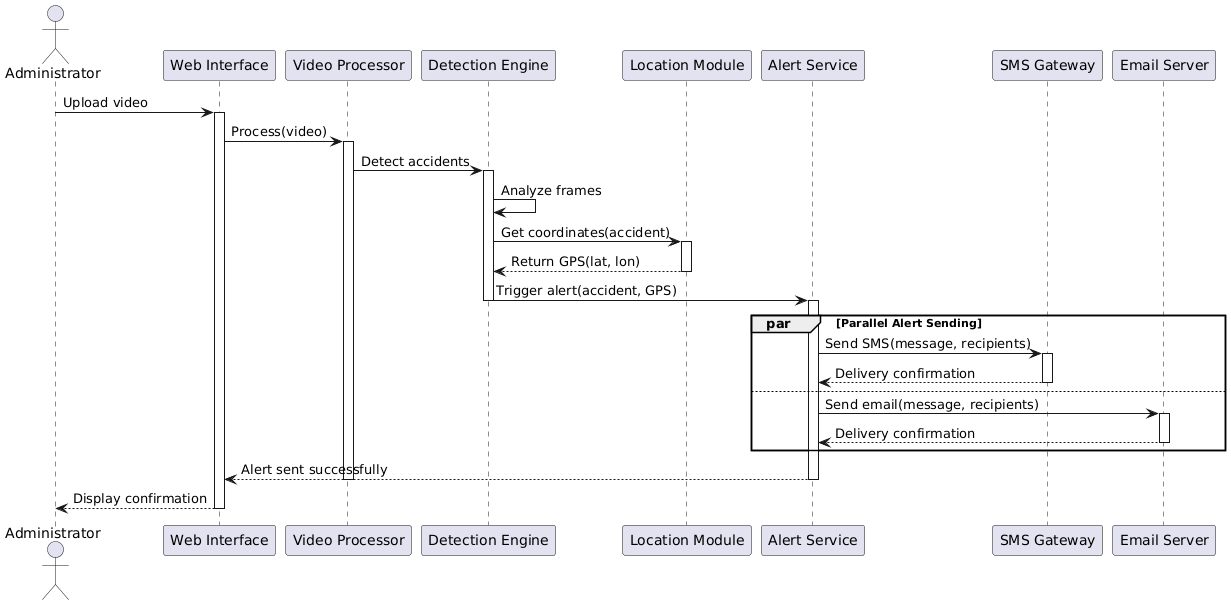 Administrator
Web Interface
Video Processor
Detection Engine
Location Module
Alert Service
SMS Gateway
Email Server
Upload video
Process(video)
Detect accidents
Analyze frames
Get coordinates(accident)
Return GPS(lat, lon)
Trigger alert(accident, GPS)
par [Parallel Alert Sending]
Send SMS(message, recipients)
Delivery confirmation
Send email(message, recipients)
Delivery confirmation
Alert sent successfully
Display confirmation
Administrator
Web Interface
Video Processor
Detection Engine
Location Module
Alert Service
SMS Gateway
Email Server